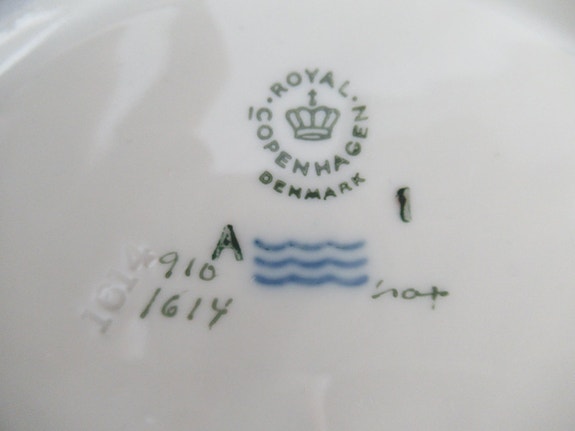 ROYAL
COPENHAGEN
DENMARK
1
A
910
1614
1614